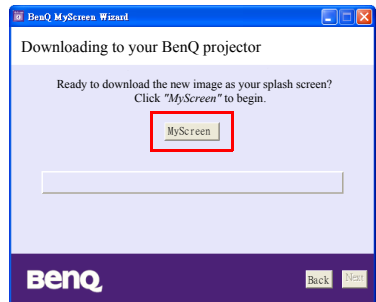 BenQ MyScreen Wizard
Downloading to your BenQ projector
Ready to download the new image as your splash screen?
Click "MyScreen" to begin.
MyScreen
BenQ
Back Next